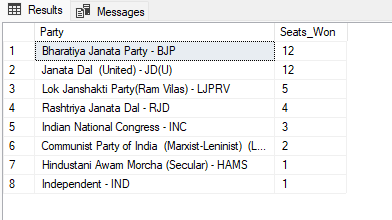 Results Messages
Party Seats_Won
1 Bharatiya Janata Party - BJP 12
2 Janata Dal  (United) - JD(U) 12
3 Lok Janshakti Party(Ram Vilas) - LJPRV 5
4 Rashtriya Janata Dal - RJD 4
5 Indian National Congress - INC 3
6 Communist Party of India  (Marxist-Leninist)  (L... 2
7 Hindustani Awam Morcha (Secular) - HAMS 1
8 Independent - IND 1